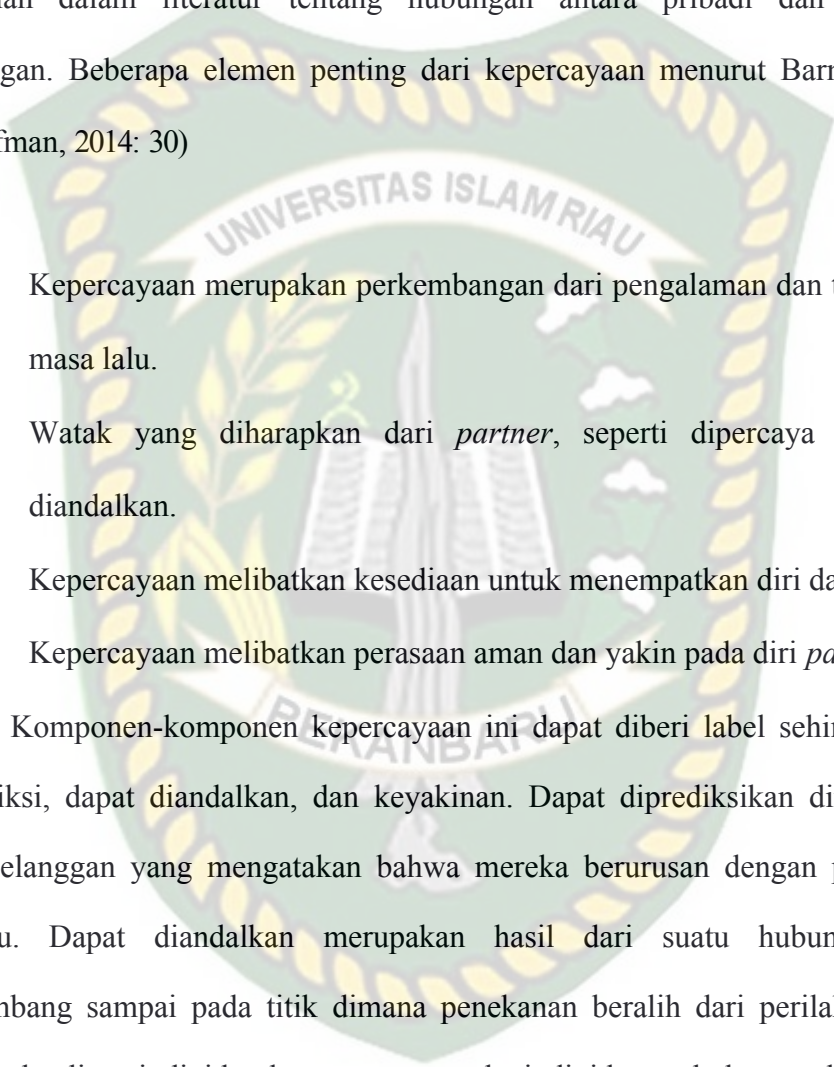 dalam literatur tentang hubungan antara pribadi dan
gan. Beberapa elemen penting dari kepercayaan menurut Barn
fman, 2014: 30)
UNIVERSITAS ISLAM RIAU
Kepercayaan merupakan perkembangan dari pengalaman dan t
masa lalu.
Watak yang diharapkan dari partner, seperti dipercaya
diandalkan.
Kepercayaan melibatkan kesediaan untuk menempatkan diri da
Kepercayaan melibatkan perasaan aman dan yakin pada diri pa
PEKANBARU
Komponen-komponen kepercayaan ini dapat diberi label sehin
iksi, dapat diandalkan, dan keyakinan. Dapat diprediksikan di
elanggan yang mengatakan bahwa mereka berurusan dengan p
u. Dapat diandalkan merupakan hasil dari suatu hubun
mbang sampai pada titik dimana penekanan beralih dari perila